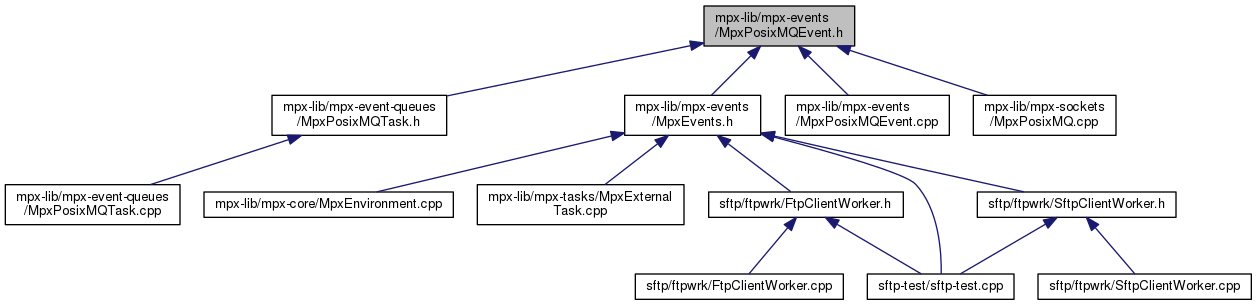 mpx-lib/mpx-events
/MpxPosixMQEvent.h
mpx-lib/mpx-event-queues
/MpxPosixMQTask.h
mpx-lib/mpx-events
/MpxEvents.h
mpx-lib/mpx-events
/MpxPosixMQEvent.cpp
mpx-lib/mpx-sockets
/MpxPosixMQ.cpp
mpx-lib/mpx-event-queues
/MpxPosixMQTask.cpp
mpx-lib/mpx-core/MpxEnvironment.cpp
mpx-lib/mpx-tasks/MpxExternal
Task.cpp
sftp/ftpwrk/FtpClientWorker.h
sftp/ftpwrk/SftpClientWorker.h
sftp/ftpwrk/FtpClientWorker.cpp
sftp-test/sftp-test.cpp
sftp/ftpwrk/SftpClientWorker.cpp